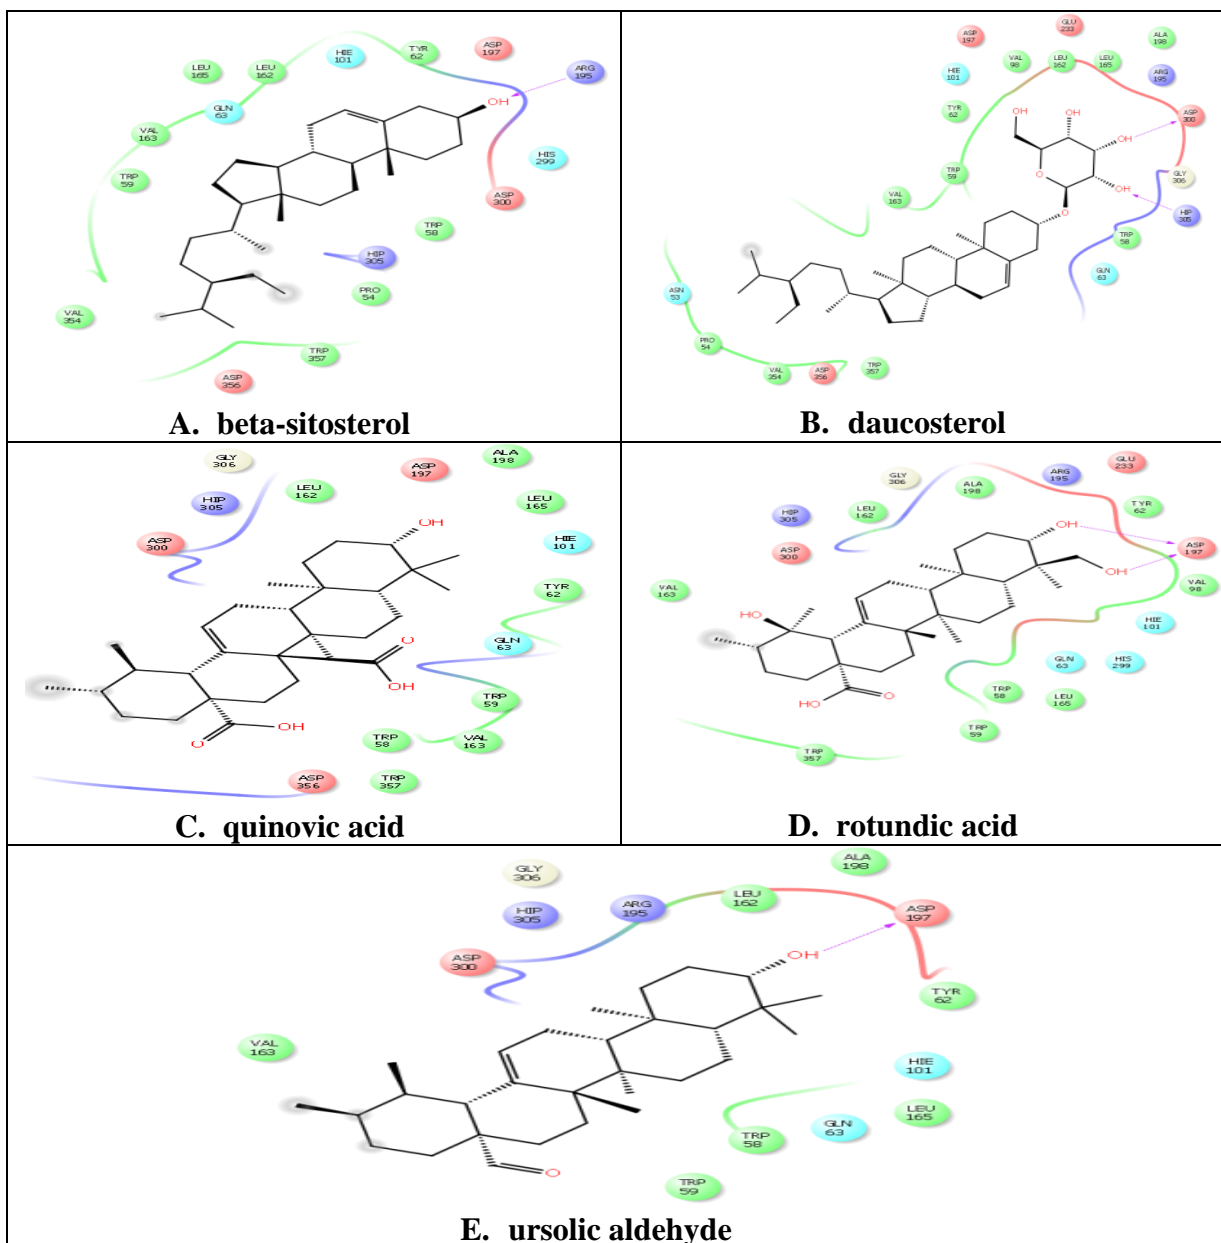 HIE
101
TYR
62
ASP
197
LEU
165
LEU
162
ARG
195
GLN
63
OH
VAL
163
HIS
299
TRP
59
ASP
300
TRP
58
HIP
305
PRO
54
VAL
354
TRP
357
ASP
356
A. beta-sitosterol
GLU
233
ASP
197
ALA
198
VAL
98
LEU
162
LEU
165
HIE
101
ARG
195
TYR
62
HO
OH
ASP
300
OH
TRP
59
O
GLY
306
OH
VAL
163
O
HIP
305
TRP
58
GLN
63
ASN
53
PRO
54
VAL
354
ASP
356
TRP
357
B. daucosterol
GLY
306
ALA
198
ASP
197
LEU
162
HIP
305
LEU
165
OH
ASP
300
HIE
101
TYR
62
O
GLN
63
OH
TRP
59
OH
O
TRP
58
VAL
163
ASP
356
TRP
357
C. quinovic acid
GLU
233
ARG
195
GLY
306
ALA
198
TYR
62
HIP
305
LEU
162
OH
ASP
300
ASP
197
OH
VAL
163
VAL
98
HO
HIE
101
GLN
63
HIS
299
TRP
58
LEU
165
O
HO
TRP
59
TRP
357
D. rotundic acid
ALA
198
GLY
306
LEU
162
ARG
195
HIP
305
ASP
197
OH
ASP
300
TYR
62
VAL
163
HIE
101
LEU
165
GLN
63
TRP
58
O
TRP
59
E. ursolic aldehyde